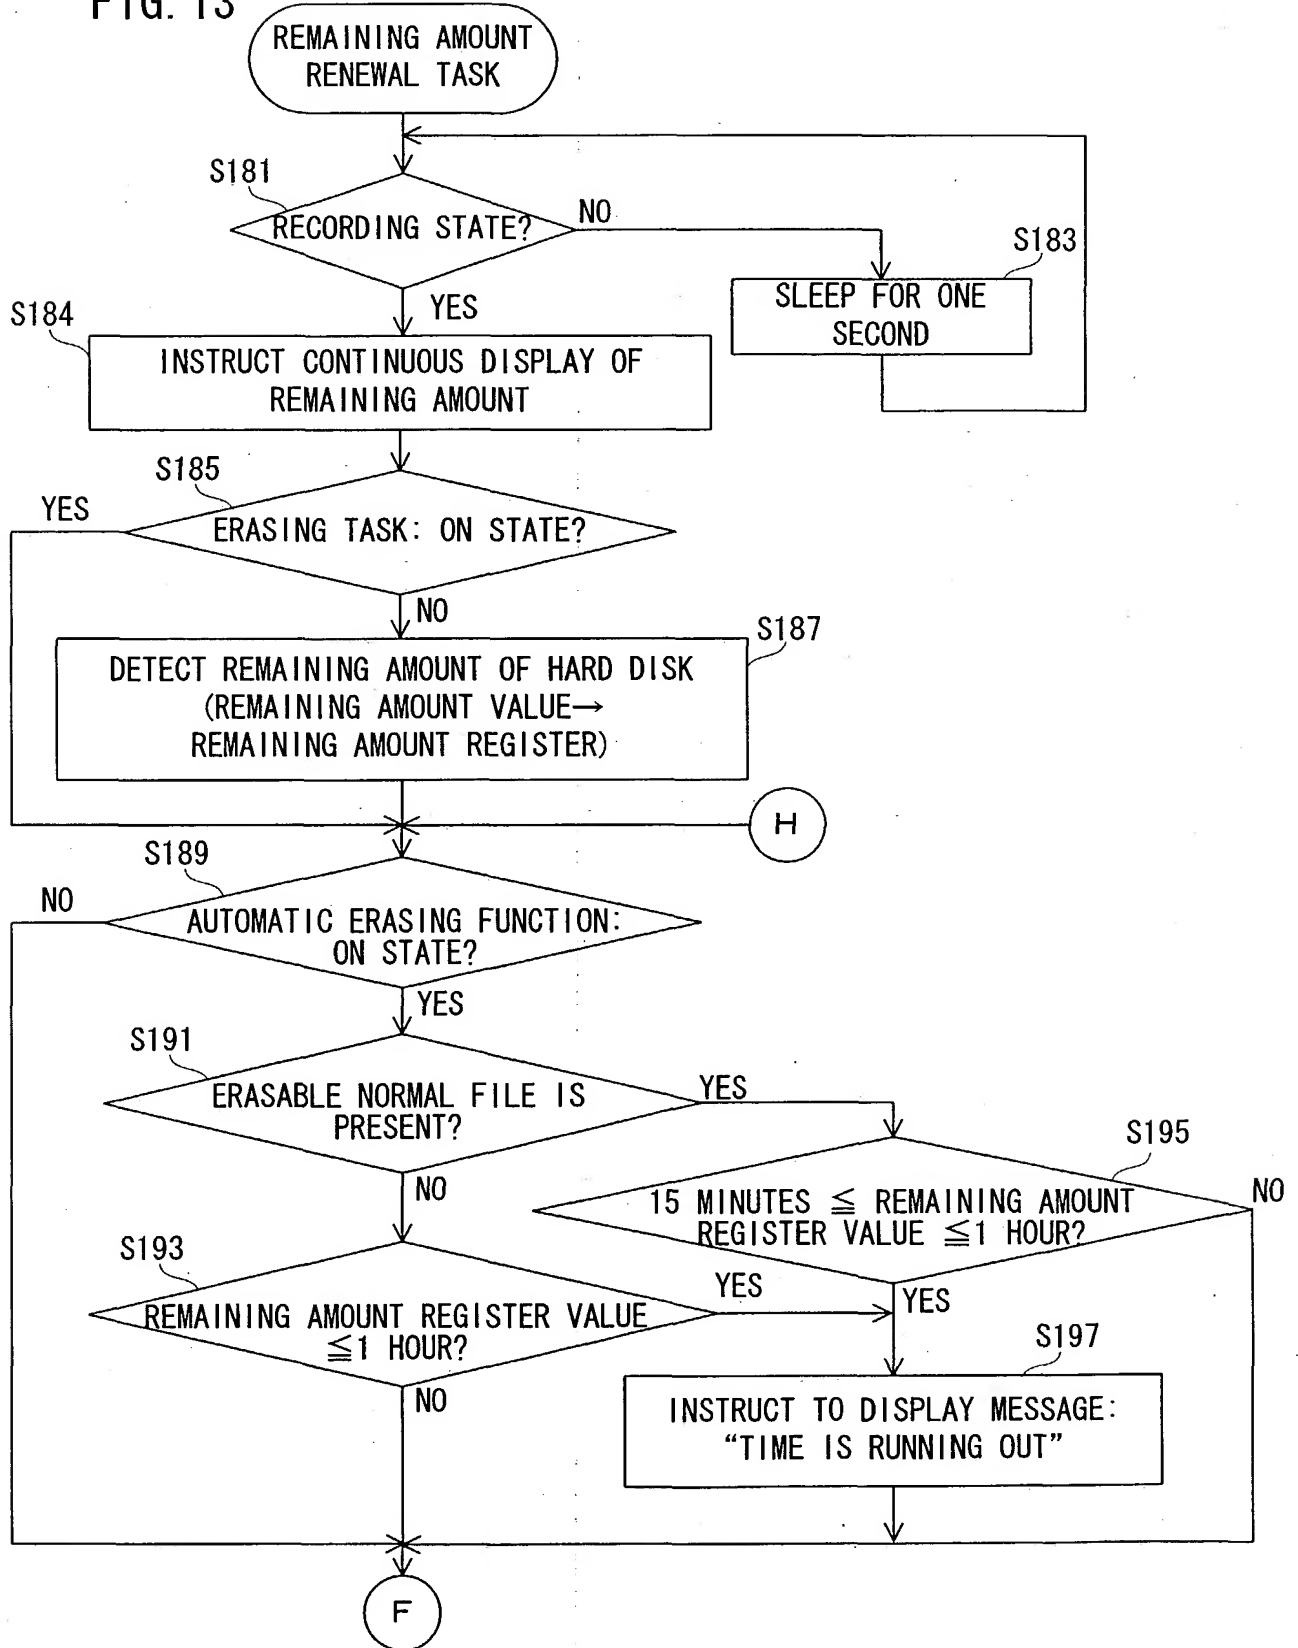 FIG. 13
REMAINING AMOUNT
RENEWAL TASK
S181
RECORDING STATE?
NO
S183
SLEEP FOR ONE
SECOND
YES
S184
INSTRUCT CONTINUOUS DISPLAY OF
REMAINING AMOUNT
S185
YES
ERASING TASK: ON STATE?
NO
S187
DETECT REMAINING AMOUNT OF HARD DISK
(REMAINING AMOUNT VALUE→
REMAINING AMOUNT REGISTER)
H
S189
NO
AUTOMATIC ERASING FUNCTION:
ON STATE?
YES
S191
ERASABLE NORMAL FILE IS
PRESENT?
YES
NO
S195
15 MINUTES ≦ REMAINING AMOUNT
REGISTER VALUE ≦1 HOUR?
NO
S193
REMAINING AMOUNT REGISTER VALUE
≦1 HOUR?
YES
YES
NO
S197
INSTRUCT TO DISPLAY MESSAGE:
“TIME IS RUNNING OUT”
F